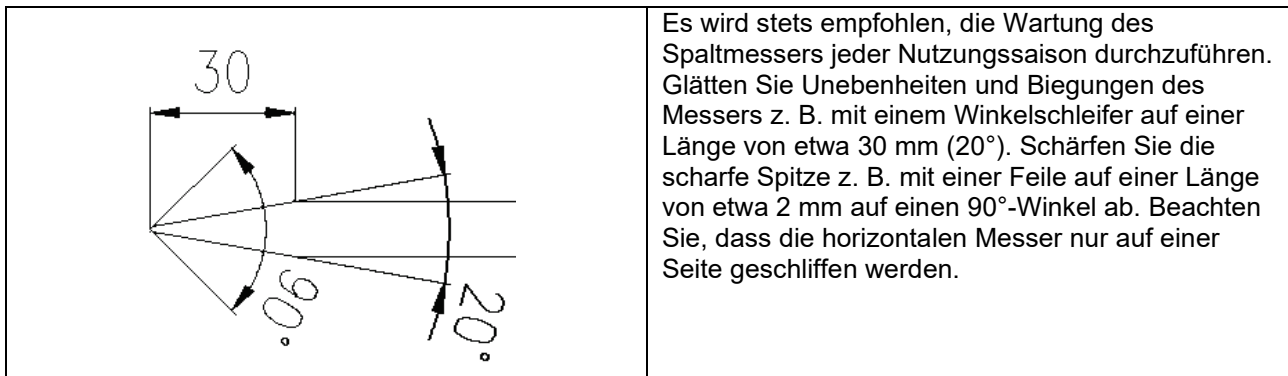 30
90°
20°
Es wird stets empfohlen, die Wartung des
Spaltmessers jeder Nutzungssaison durchzuführen.
Glätten Sie Unebenheiten und Biegungen des
Messers z. B. mit einem Winkelschleifer auf einer
Länge von etwa 30 mm (20°). Schärfen Sie die
scharfe Spitze z. B. mit einer Feile auf einer Länge
von etwa 2 mm auf einen 90°-Winkel ab. Beachten
Sie, dass die horizontalen Messer nur auf einer
Seite geschliffen werden.